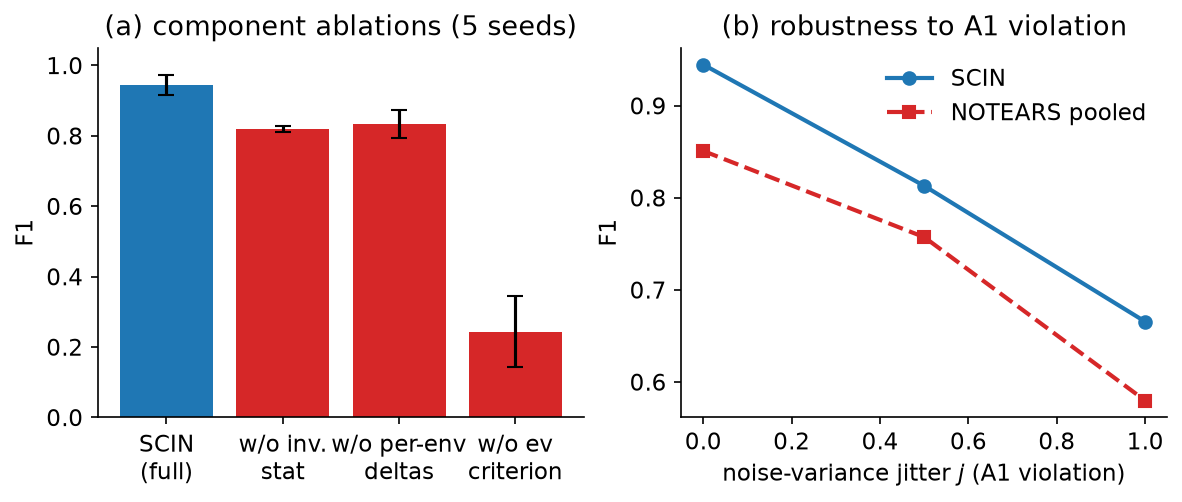 (a) component ablations (5 seeds)
F1
1.0
0.8
0.6
0.4
0.2
0.0
SCIN
(full)
w/o inv.
stat
w/o per-env
deltas
w/o ev
criterion
(b) robustness to A1 violation
SCIN
NOTEARS pooled
F1
0.9
0.8
0.7
0.6
0.0 0.2 0.4 0.6 0.8 1.0
noise-variance jitter j (A1 violation)